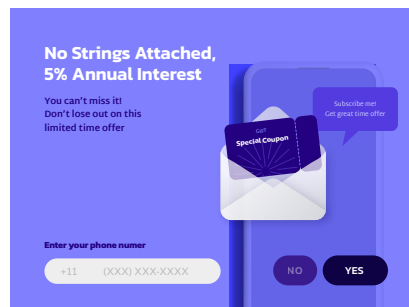 No Strings Attached,
5% Annual Interest
You can't miss it!
Don't lose out on this
limited time offer
Subscribe me!
Get great time offer
GET
Special Coupon
Enter your phone numer
+11 (XXX) XXX-XXXX
NO
YES